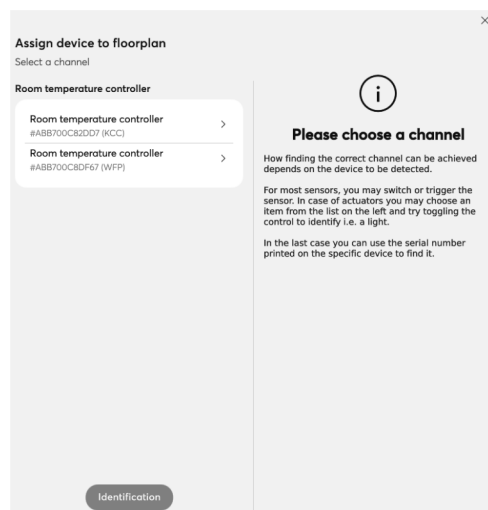 Assign device to floorplan
Select a channel
Room temperature controller
Room temperature controller
#ABB700C82DD7 (KCC)
Room temperature controller
#ABB700C8DF67 (WFP)
Identification
Please choose a channel
How finding the correct channel can be achieved
depends on the device to be detected.
For most sensors, you may switch or trigger the
sensor. In case of actuators you may choose an
item from the list on the left and try toggling the
control to identify i.e. a light.
In the last case you can use the serial number
printed on the specific device to find it.